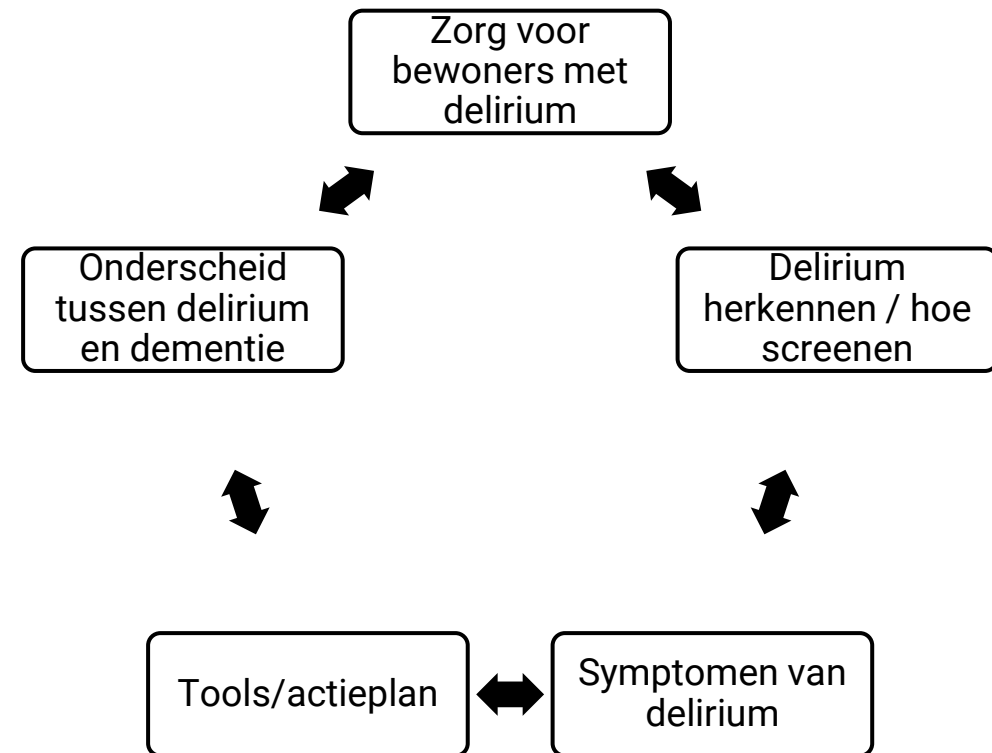 Zorg voor
bewoners met
delirium
Onderscheid
tussen delirium
en dementie
Delirium
herkennen / hoe
screenen
Tools/actieplan
Symptomen van
delirium